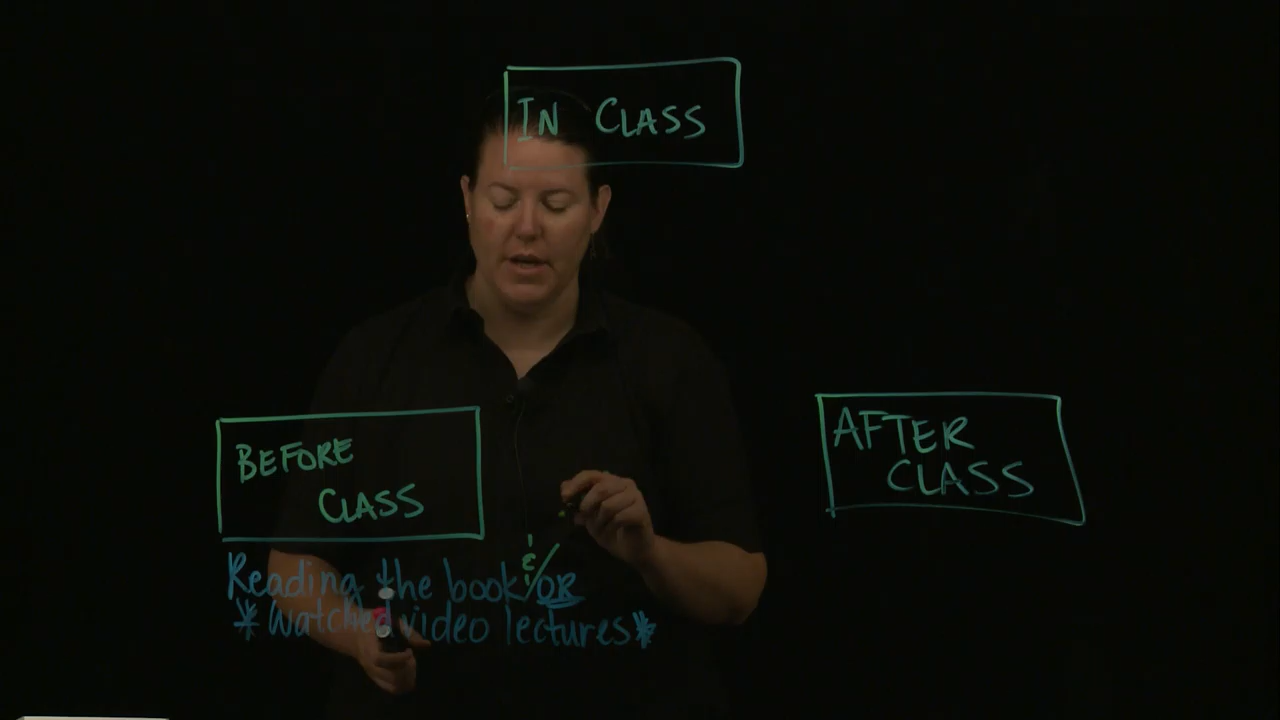 IN CLASS
BEFORE
CLASS
AFTER
CLASS
Reading the book &/OR
*Watched video lectures*